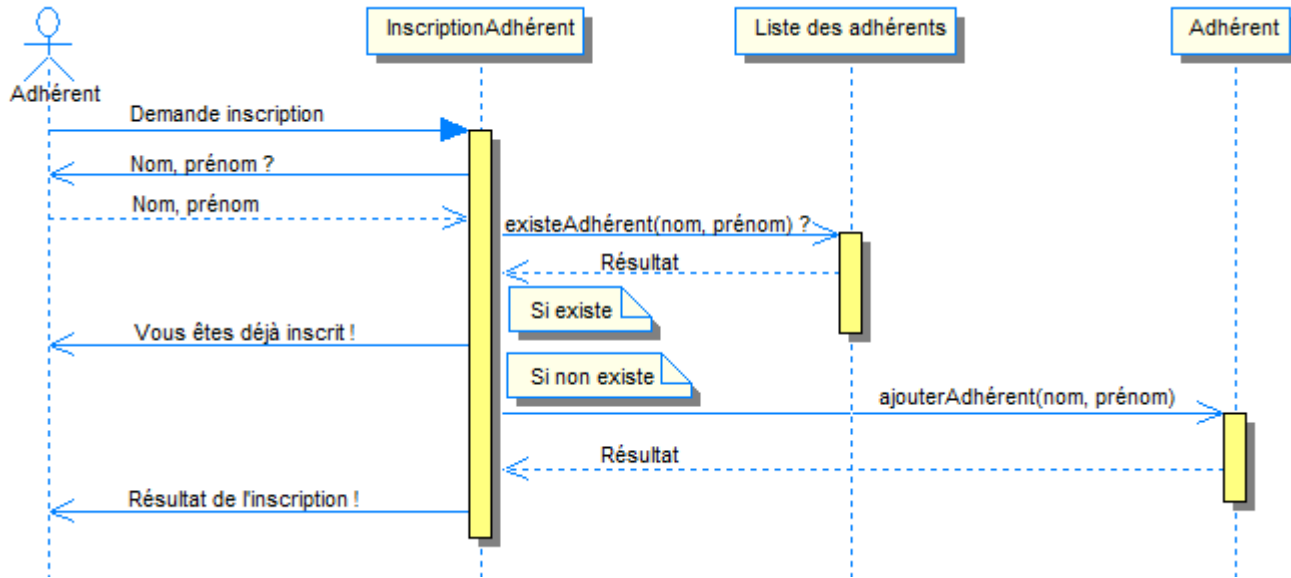 InscriptionAdhérent
Liste des adhérents
Adhérent
Adhérent
Demande inscription
Nom, prénom ?
Nom, prénom
existeAdhérent(nom, prénom) ?
Résultat
Si existe
Vous êtes déjà inscrit !
Si non existe
ajouterAdhérent(nom, prénom)
Résultat
Résultat de l'inscription !